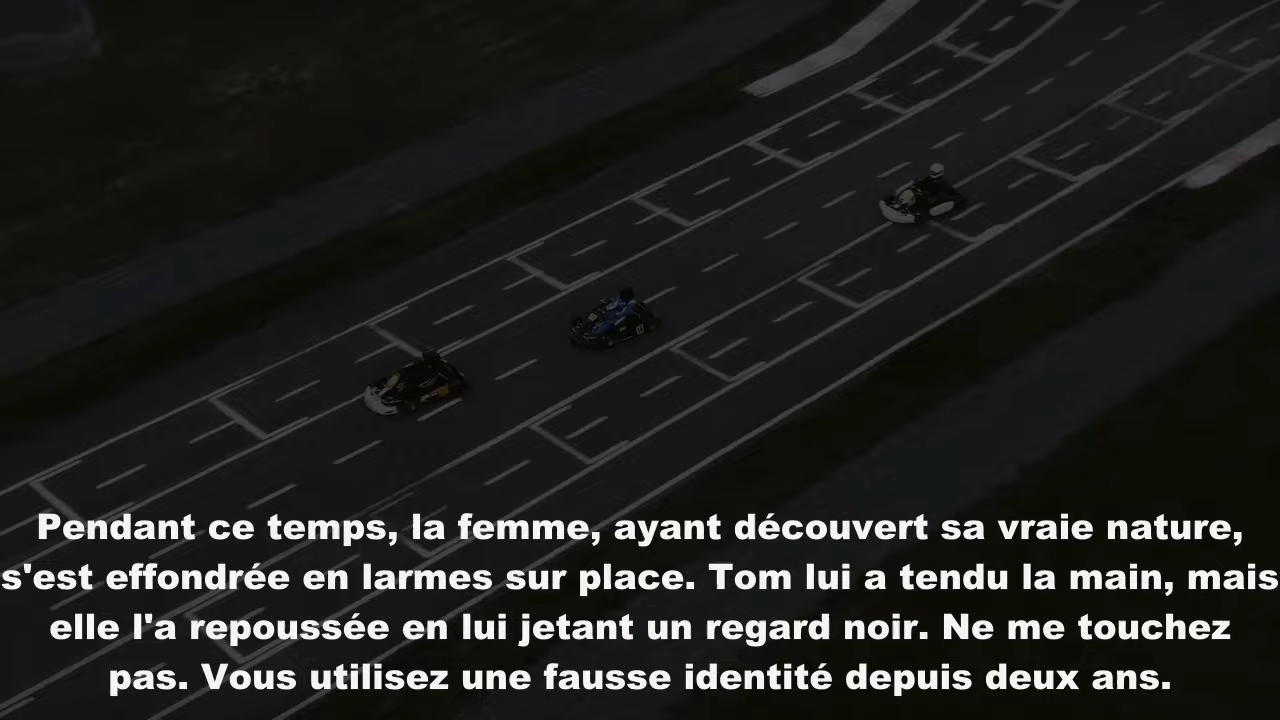 Pendant ce temps, la femme, ayant découvert sa vraie nature,
s'est effondrée en larmes sur place. Tom lui a tendu la main, mais
elle l'a repoussée en lui jetant un regard noir. Ne me touchez
pas. Vous utilisez une fausse identité depuis deux ans.